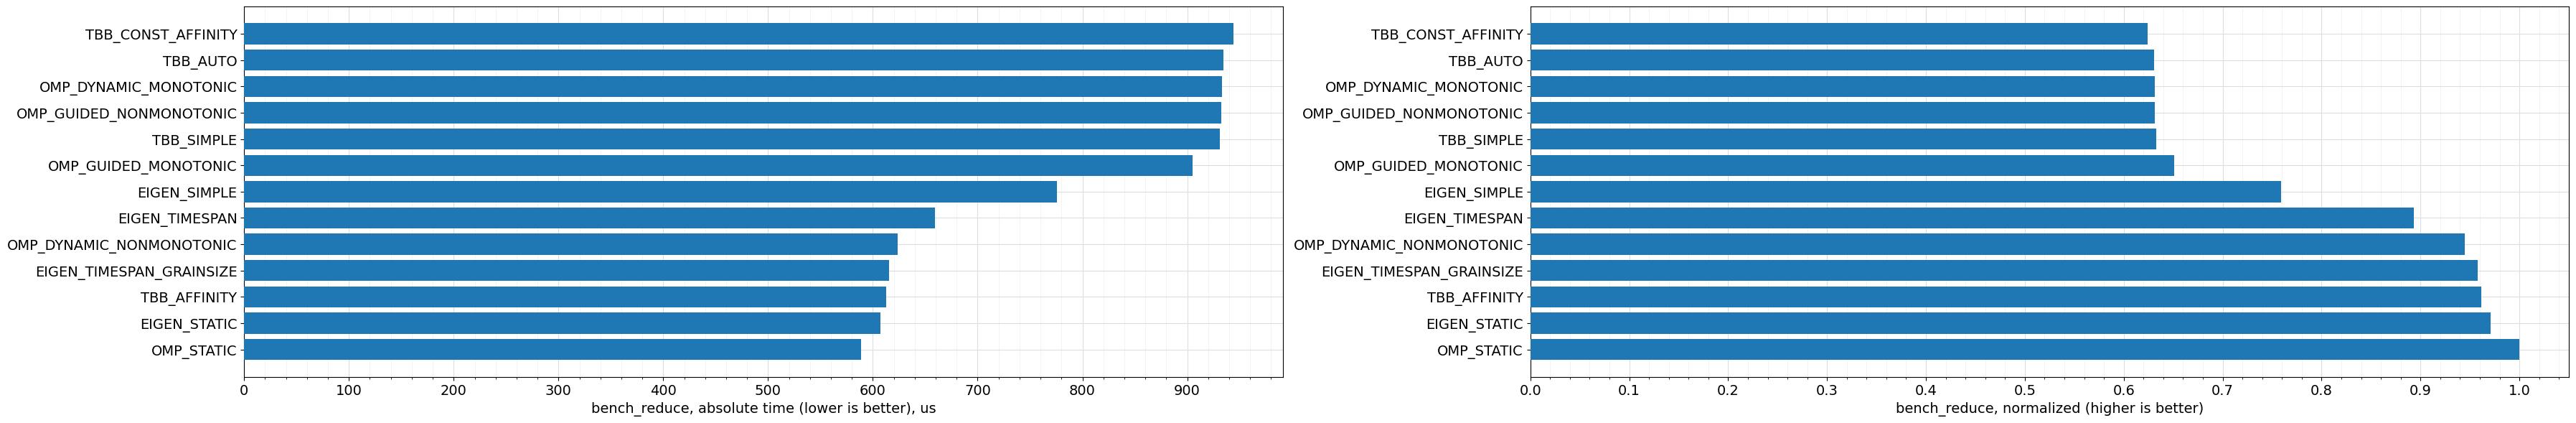 TBB_CONST_AFFINITY
TBB_AUTO
OMP_DYNAMIC_MONOTONIC
OMP_GUIDED_NONMONOTONIC
TBB_SIMPLE
OMP_GUIDED_MONOTONIC
EIGEN_SIMPLE
EIGEN_TIMESPAN
OMP_DYNAMIC_NONMONOTONIC
EIGEN_TIMESPAN_GRAINSIZE
TBB_AFFINITY
EIGEN_STATIC
OMP_STATIC
0 100 200 300 400 500 600 700 800 900
bench_reduce, absolute time (lower is better), us
TBB_CONST_AFFINITY
TBB_AUTO
OMP_DYNAMIC_MONOTONIC
OMP_GUIDED_NONMONOTONIC
TBB_SIMPLE
OMP_GUIDED_MONOTONIC
EIGEN_SIMPLE
EIGEN_TIMESPAN
OMP_DYNAMIC_NONMONOTONIC
EIGEN_TIMESPAN_GRAINSIZE
TBB_AFFINITY
EIGEN_STATIC
OMP_STATIC
0.0 0.1 0.2 0.3 0.4 0.5 0.6 0.7 0.8 0.9 1.0
bench_reduce, normalized (higher is better)